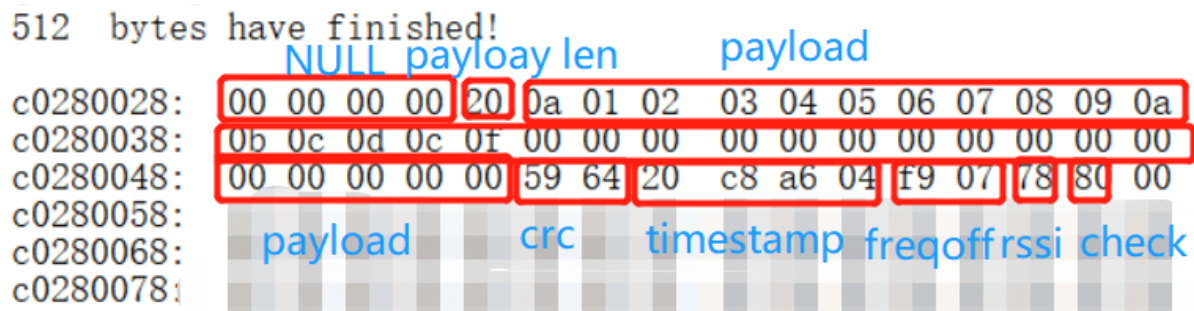 512 bytes have finished!
NULL payloay len payload
c0280028: 00 00 00 00 20 0a 01 02 03 04 05 06 07 08 09 0a
c0280038: 0b 0c 0d 0c 0f 00 00 00 00 00 00 00 00 00 00 00
c0280048: 00 00 00 00 00 59 64 20 c8 a6 04 f9 07 78 80 00
c0280058:
payload crc timestamp freqoff rssi check
c0280068:
c0280078: